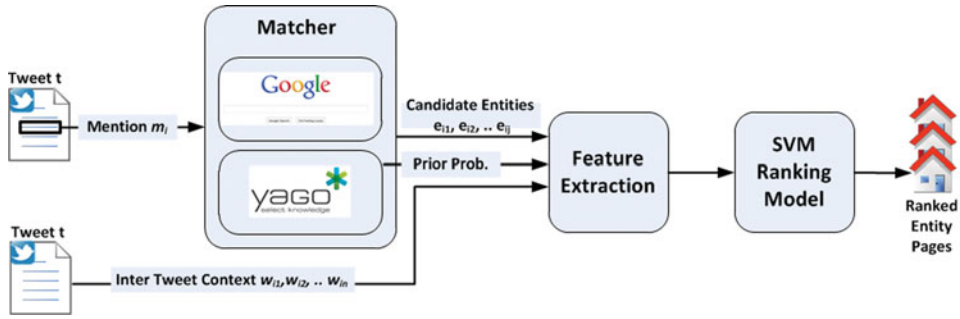 Matcher
Google
Tweet t
Mention mi
yago
select knowledge
Candidate Entities
ei1, ei2, .. eij
Prior Prob.
Feature
Extraction
SVM
Ranking
Model
Ranked
Entity
Pages
Tweet t
Inter Tweet Context wi1,wi2, .. win